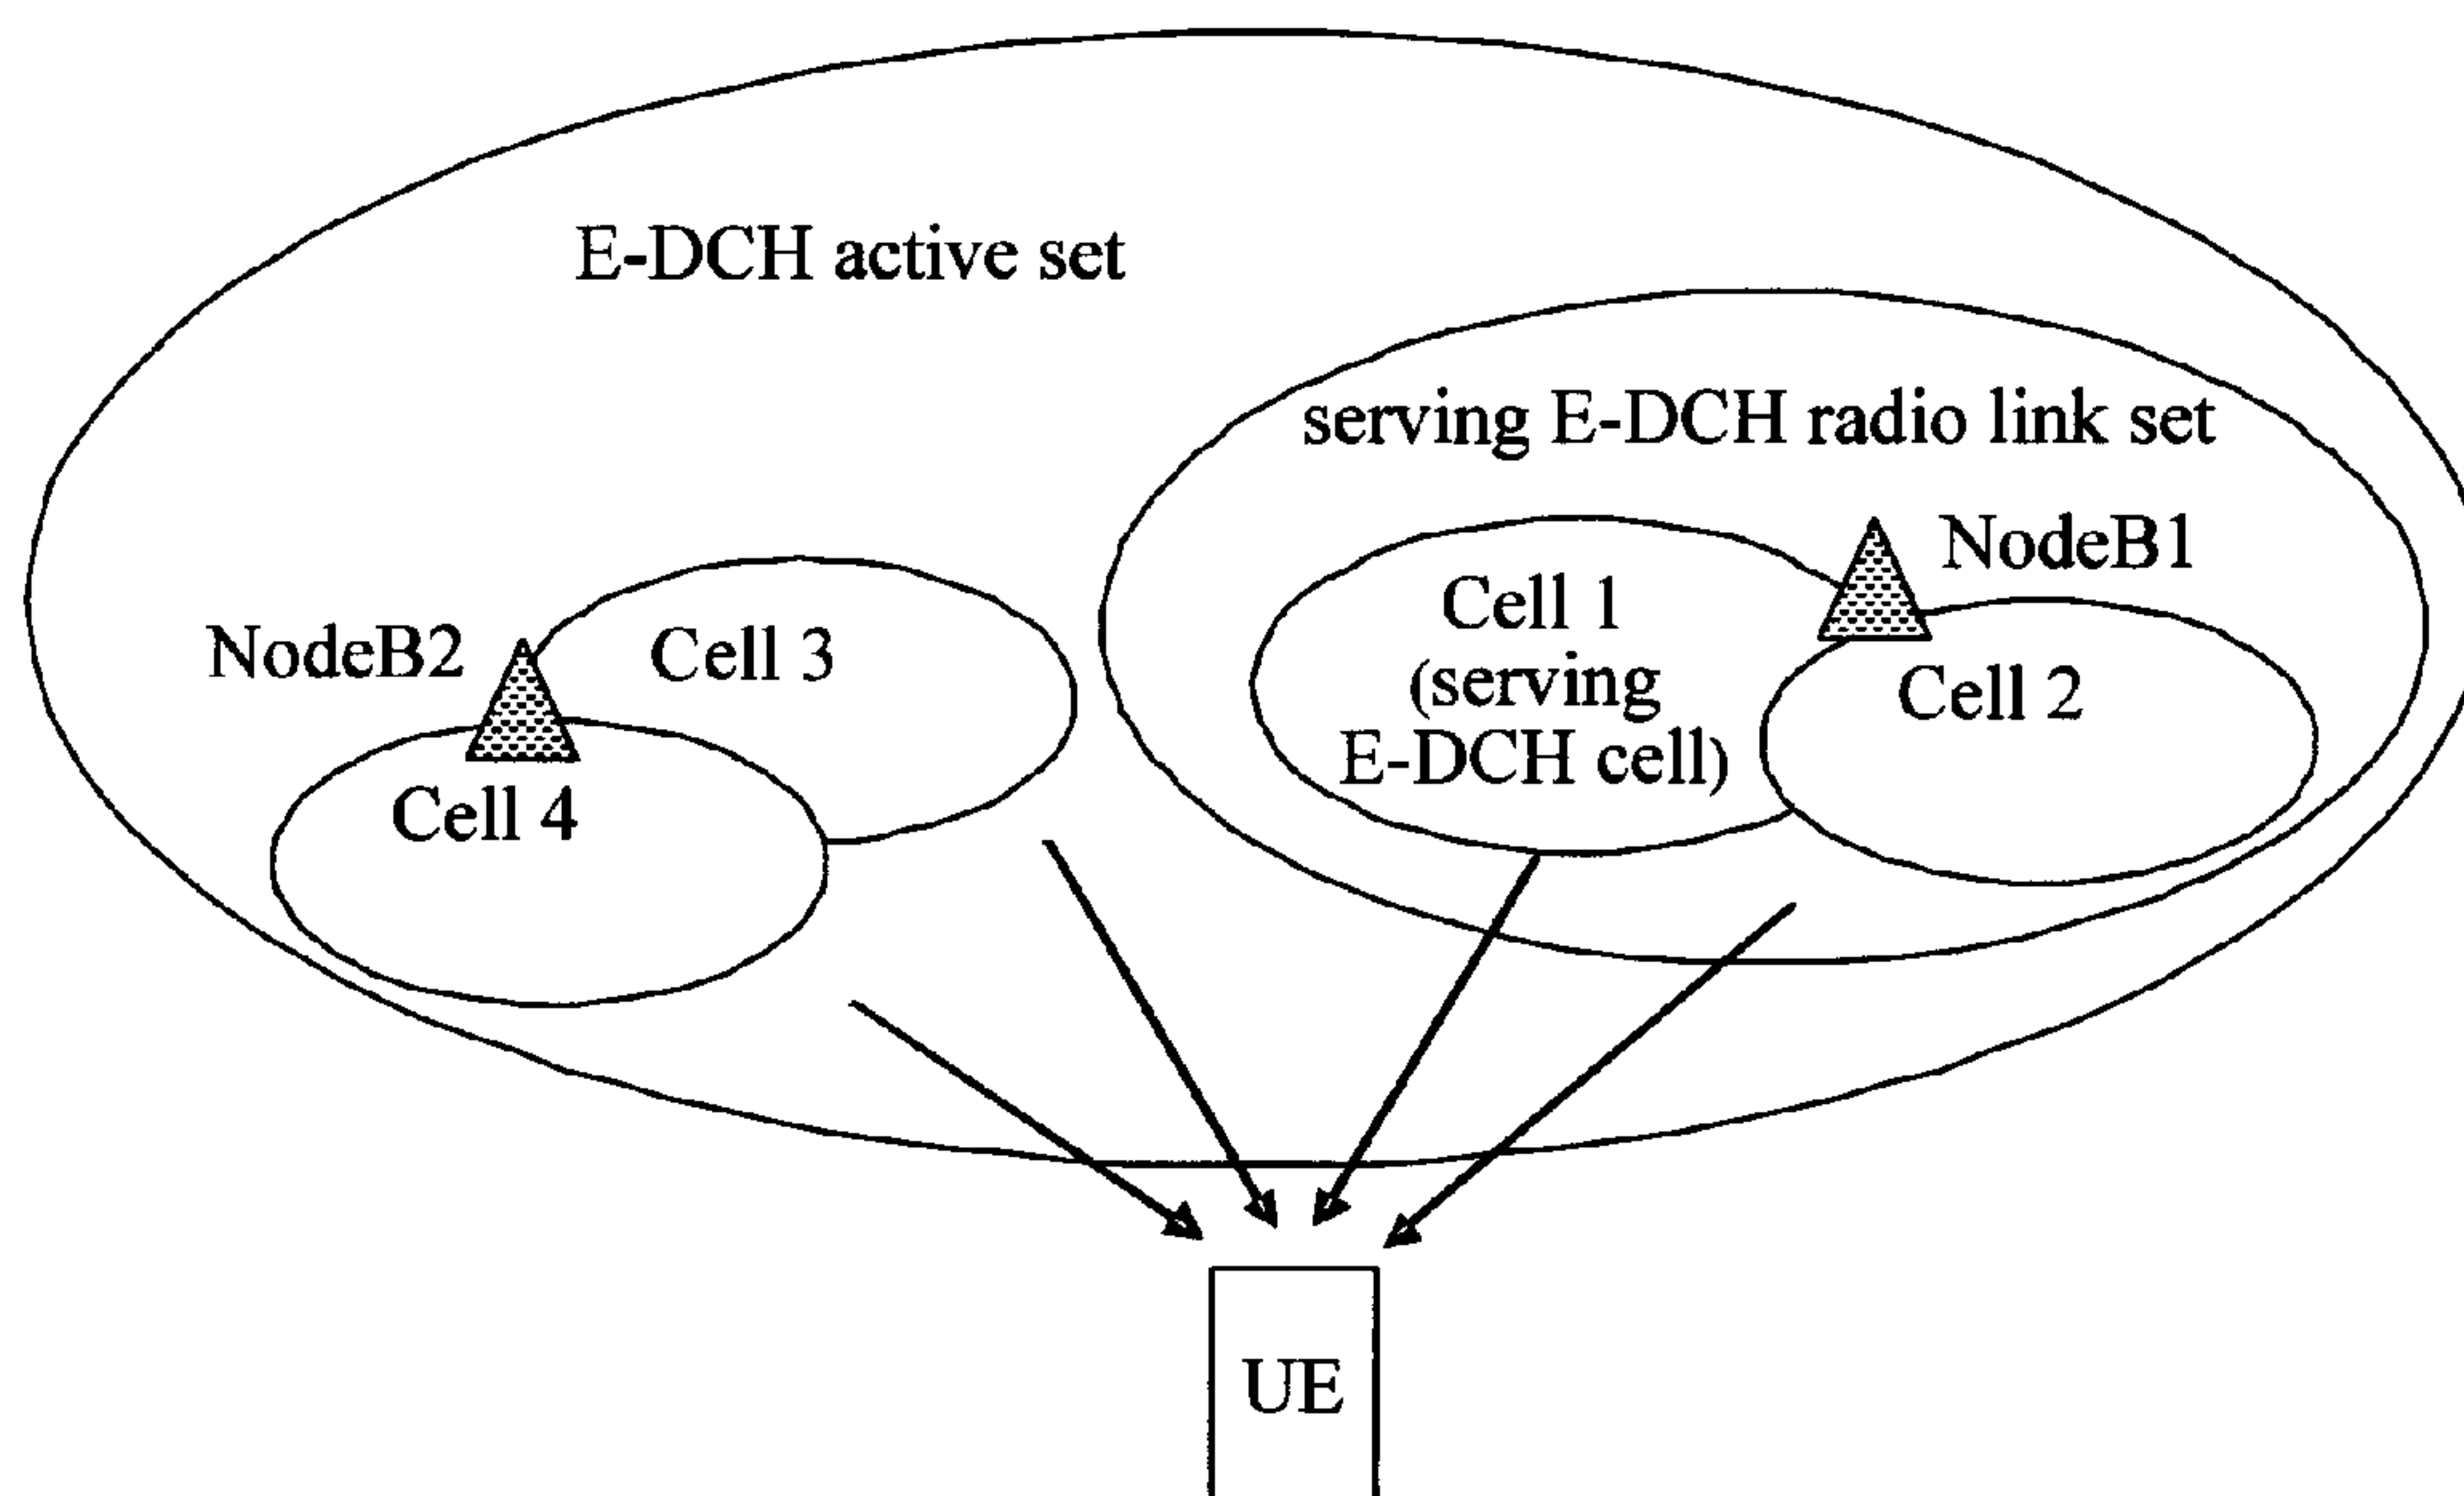 E-DCH active set
serving E-DCH radio link set
NodeB1
Cell 1
(serving
E-DCH cell)
Cell 2
NodeB2
Cell 3
Cell 4
UE